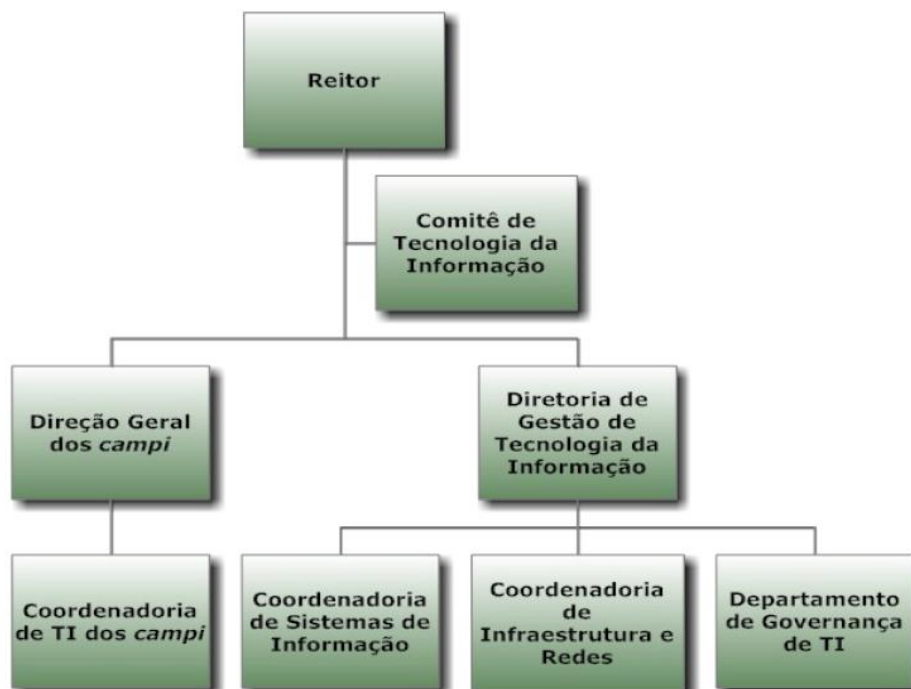 Reitor
Comitê de
Tecnologia da
Informação
Direção Geral
dos campi
Diretoria de
Gestão de
Tecnologia da
Informação
Coordenadoria
de TI dos campi
Coordenadoria
de Sistemas de
Informação
Coordenadoria
de
Infraestrutura e
Redes
Departamento
de Governança
de TI